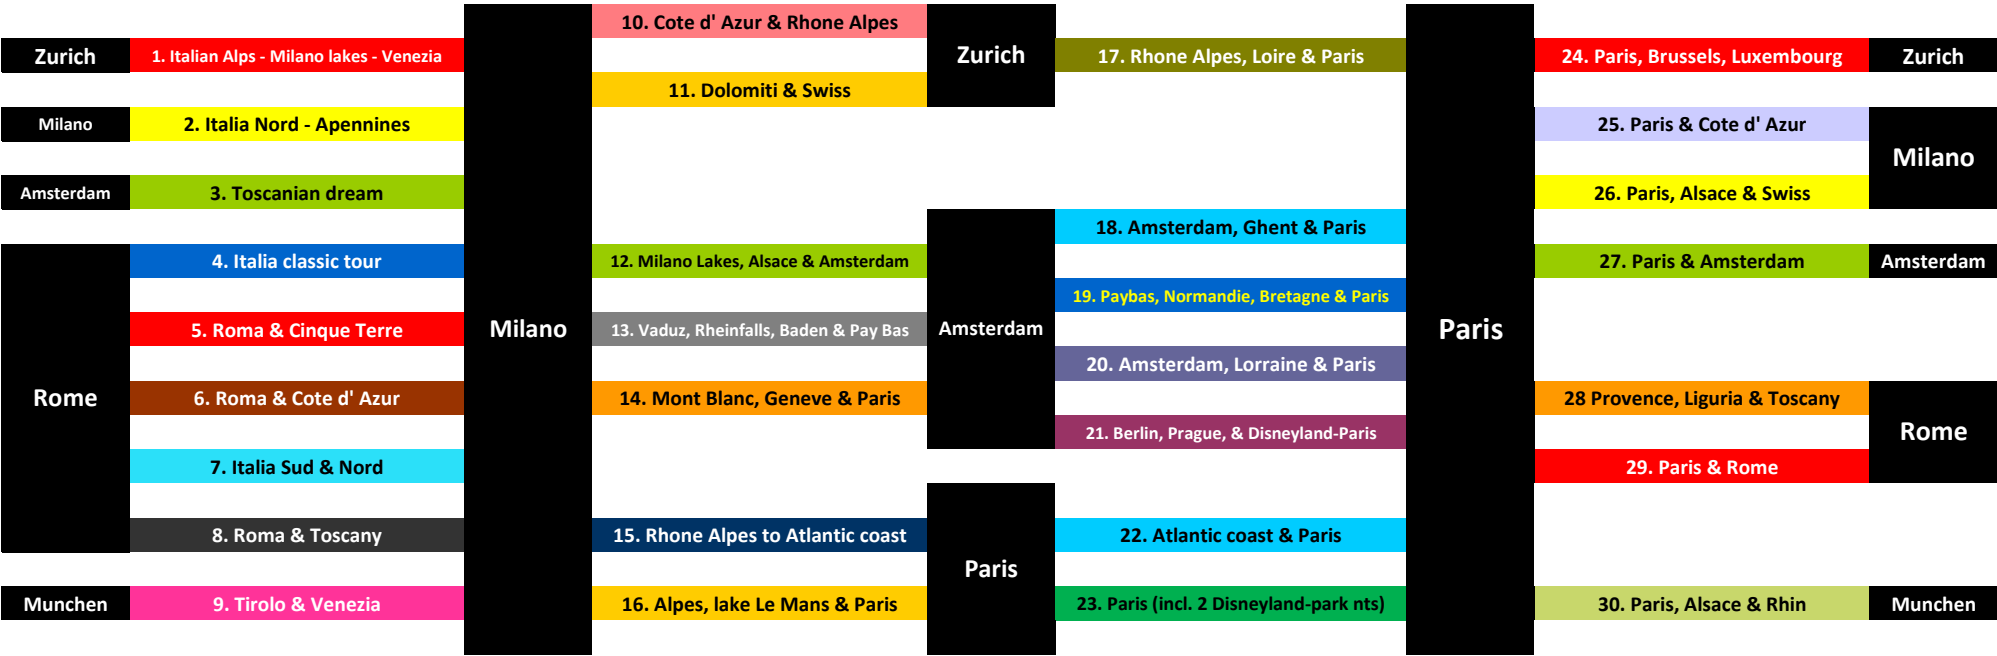 Zurich
1. Italian Alps - Milano lakes - Venezia
Milano
2. Italia Nord - Apennines
Amsterdam
3. Toscanian dream
Rome
4. Italia classic tour
5. Roma & Cinque Terre
6. Roma & Cote d' Azur
7. Italia Sud & Nord
8. Roma & Toscany
Munchen
9. Tirolo & Venezia
Milano
10. Cote d' Azur & Rhone Alpes
11. Dolomiti & Swiss
12. Milano Lakes, Alsace & Amsterdam
13. Vaduz, Rheinfalls, Baden & Pay Bas
14. Mont Blanc, Geneve & Paris
15. Rhone Alpes to Atlantic coast
16. Alpes, lake Le Mans & Paris
Zurich
Amsterdam
Paris
17. Rhone Alpes, Loire & Paris
18. Amsterdam, Ghent & Paris
19. Paybas, Normandie, Bretagne & Paris
20. Amsterdam, Lorraine & Paris
21. Berlin, Prague, & Disneyland-Paris
22. Atlantic coast & Paris
23. Paris (incl. 2 Disneyland-park nts)
Paris
24. Paris, Brussels, Luxembourg
Zurich
25. Paris & Cote d' Azur
26. Paris, Alsace & Swiss
Milano
27. Paris & Amsterdam
Amsterdam
28 Provence, Liguria & Toscany
29. Paris & Rome
Rome
30. Paris, Alsace & Rhin
Munchen